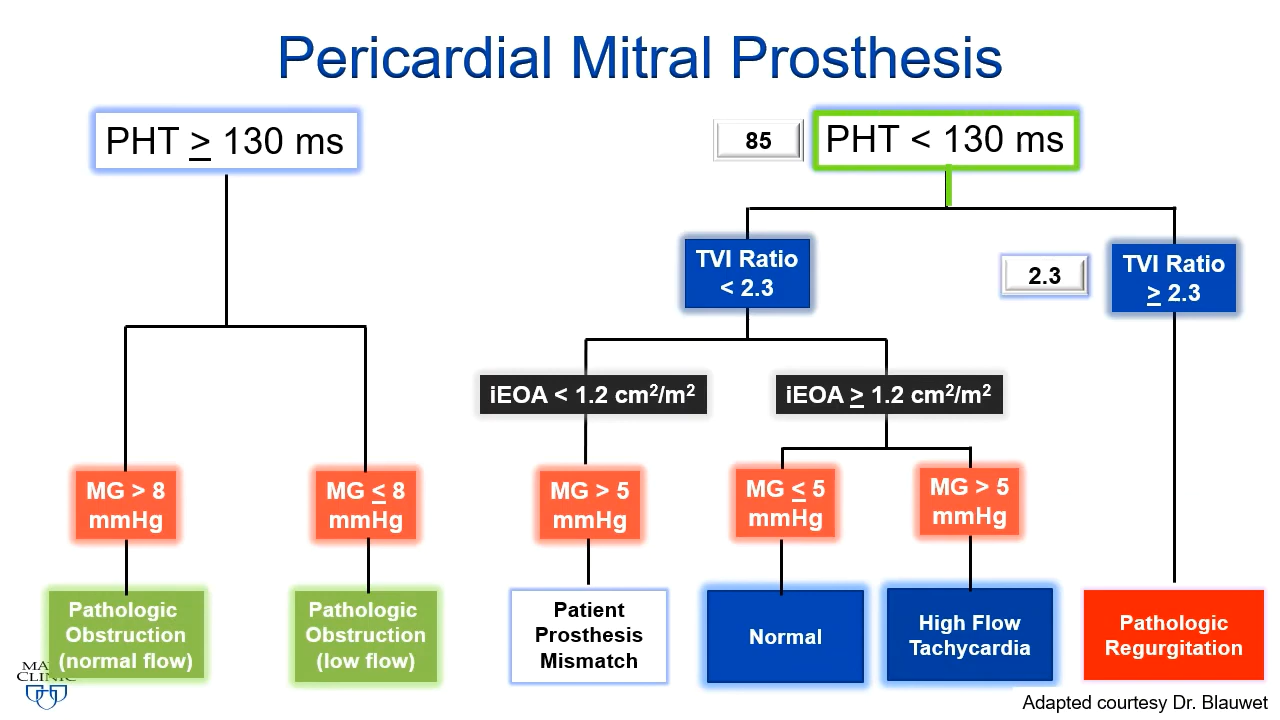 Pericardial Mitral Prosthesis
PHT ≥ 130 ms
85
PHT < 130 ms
TVI Ratio
< 2.3
2.3
TVI Ratio
≥ 2.3
iEOA < 1.2 cm²/m²
iEOA ≥ 1.2 cm²/m²
MG > 8
mmHg
MG ≤ 8
mmHg
MG > 5
mmHg
MG ≤ 5
mmHg
MG > 5
mmHg
Pathologic
Obstruction
(normal flow)
Pathologic
Obstruction
(low flow)
Patient
Prosthesis
Mismatch
Normal
High Flow
Tachycardia
Pathologic
Regurgitation
MA
CLINIC
Adapted courtesy Dr. Blauwet